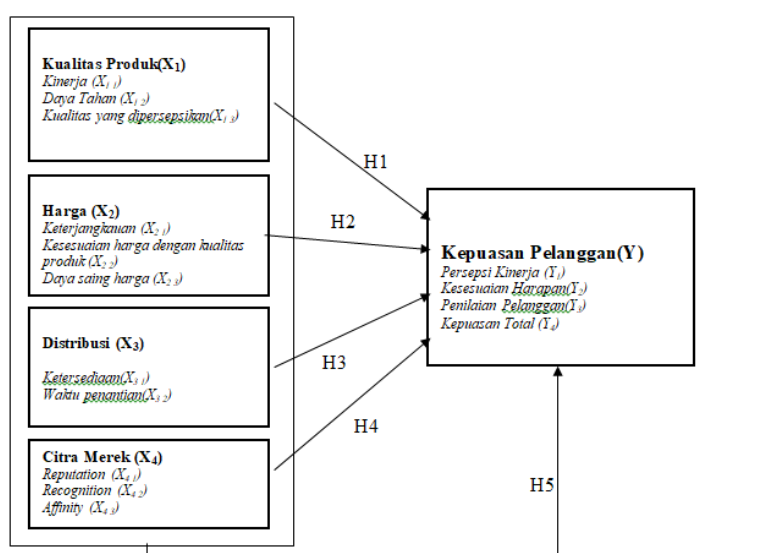 Kualitas Produk(X₁)
Kinerja (X₁ ₁)
Daya Tahan (X₁ ₂)
Kualitas yang dipersepsikan(X₁ ₃)
H1
Harga (X₂)
Keterjangkauan (X₂ ₁)
Kesesuaian harga dengan kualitas
produk (X₂ ₂)
Daya saing harga (X₂ ₃)
H2
Kepuasan Pelanggan(Y)
Persepsi Kinerja (Y₁)
Kesesuaian Harapan(Y₂)
Penilaian Pelanggan(Y₃)
Kepuasan Total (Y₄)
Distribusi (X₃)
Ketersediaan(X₃ ₁)
Waktu penantian(X₃ ₂)
H3
Citra Merek (X₄)
Reputation (X₄ ₁)
Recognition (X₄ ₂)
Affinity (X₄ ₃)
H4
H5